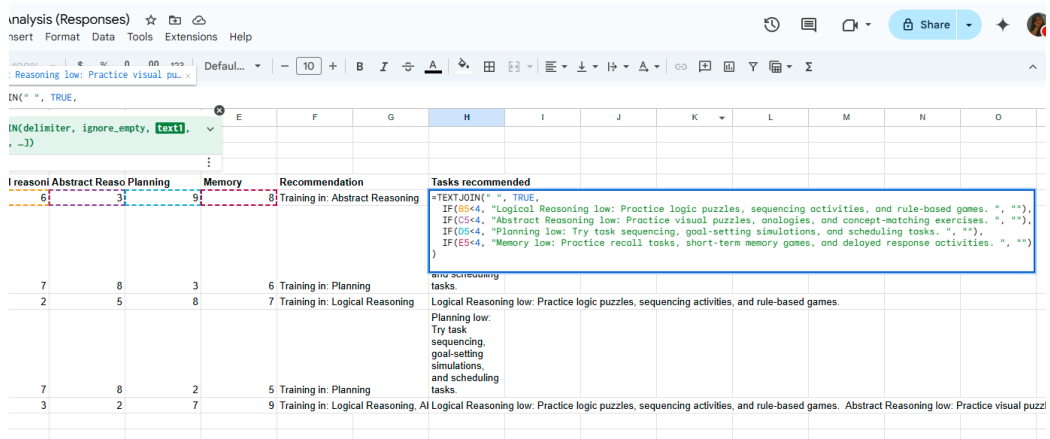 Analysis (Responses)
Insert Format Data Tools Extensions Help
Share
100% $ % .0 .00 123 Defaul... 10 B I A
: Reasoning low: Practice visual pu… ×
IN(" ", TRUE,
IN(delimiter, ignore_empty, text1,
, …])
E F G H I J K L M N O
l reasoni Abstract Reaso Planning Memory Recommendation Tasks recommended
6 3 9 8 Training in: Abstract Reasoning
=TEXTJOIN(" ", TRUE,
IF(B5<4, "Logical Reasoning low: Practice logic puzzles, sequencing activities, and rule-based games. ", ""),
IF(C5<4, "Abstract Reasoning low: Practice visual puzzles, analogies, and concept-matching exercises. ", ""),
IF(D5<4, "Planning low: Try task sequencing, goal-setting simulations, and scheduling tasks. ", ""),
IF(E5<4, "Memory low: Practice recall tasks, short-term memory games, and delayed response activities. ", "")
)
and scheduling
7 8 3 6 Training in: Planning tasks.
2 5 8 7 Training in: Logical Reasoning Logical Reasoning low: Practice logic puzzles, sequencing activities, and rule-based games.
Planning low:
Try task
sequencing,
goal-setting
simulations,
and scheduling
7 8 2 5 Training in: Planning tasks.
3 2 7 9 Training in: Logical Reasoning, Al Logical Reasoning low: Practice logic puzzles, sequencing activities, and rule-based games. Abstract Reasoning low: Practice visual puzzl